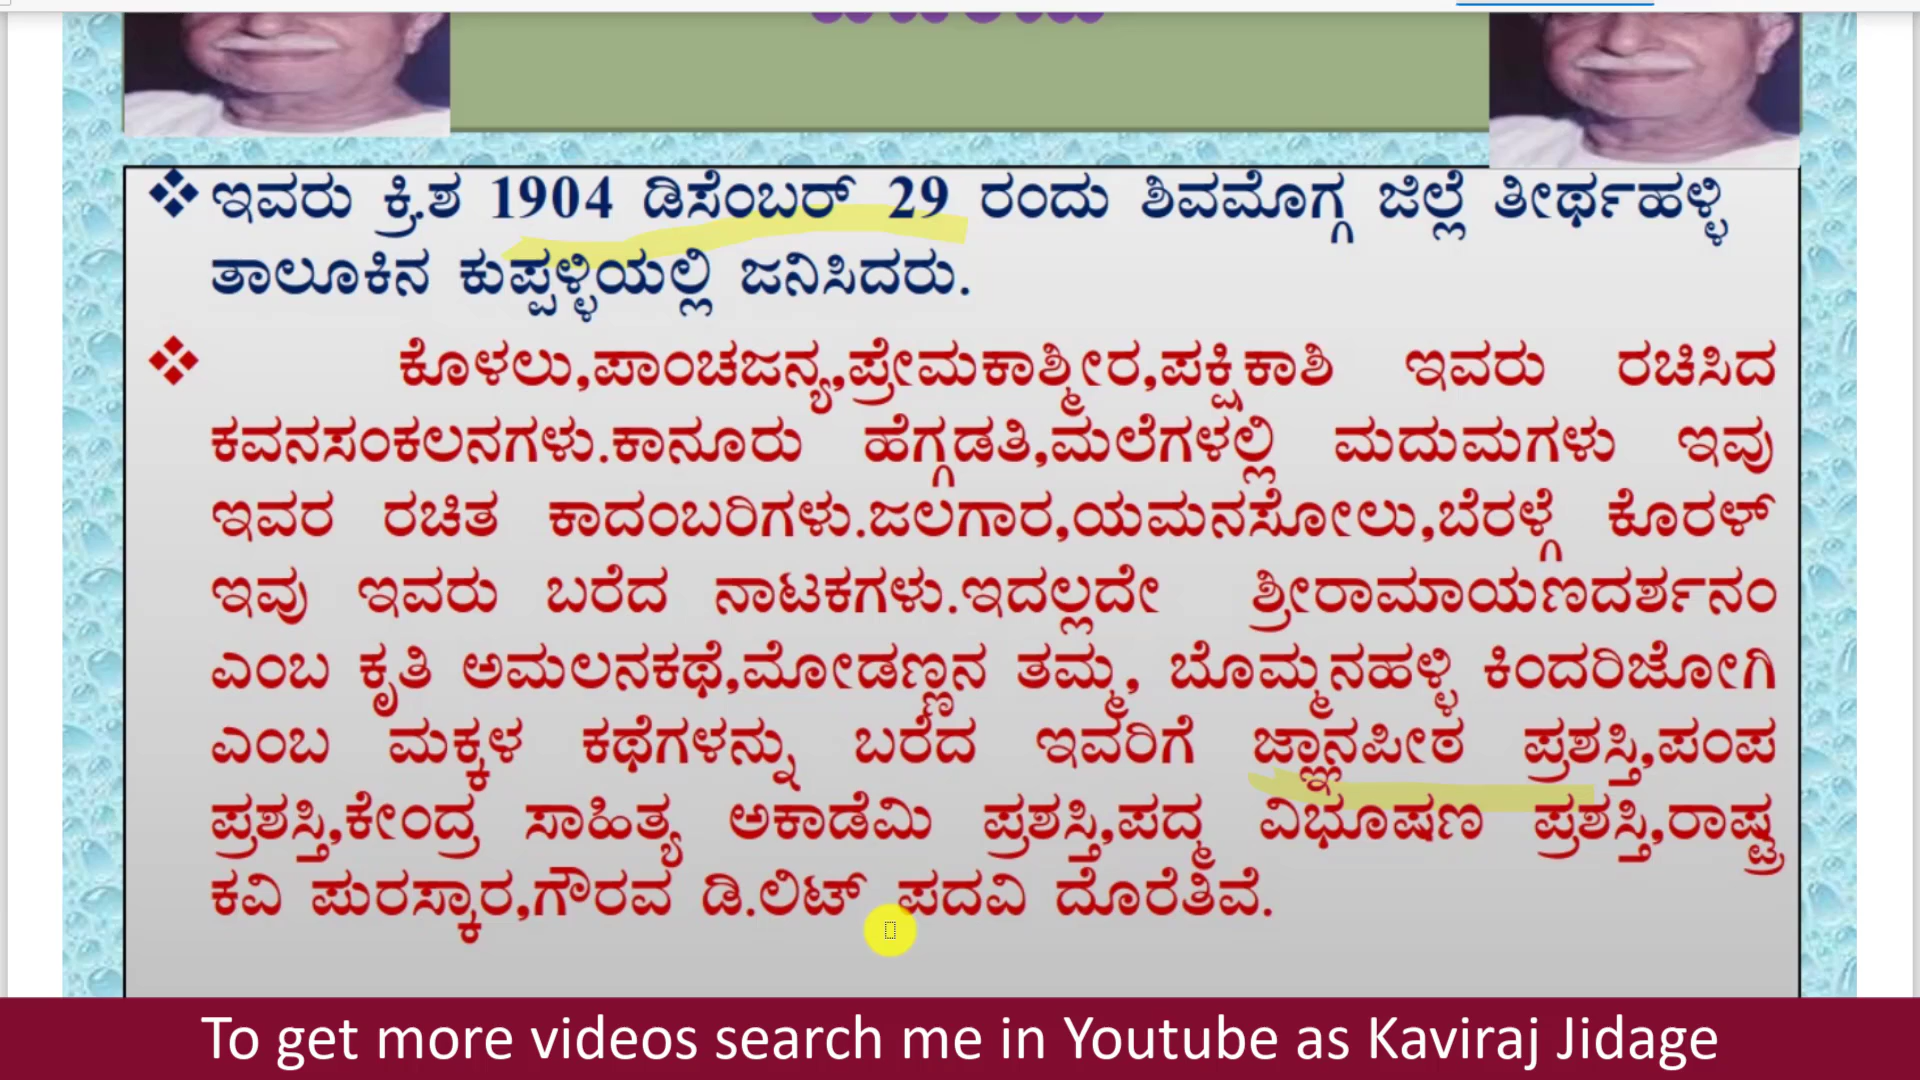 ಇವರು ಕ್ರಿ.ಶ 1904 ಡಿಸೆಂಬರ್ 29 ರಂದು ಶಿವಮೊಗ್ಗ ಜಿಲ್ಲೆ ತೀರ್ಥಹಳ್ಳಿ
ತಾಲೂಕಿನ ಕುಪ್ಪಳ್ಳಿಯಲ್ಲಿ ಜನಿಸಿದರು.
ಕೊಳಲು,ಪಾಂಚಜನ್ಯ,ಪ್ರೇಮಕಾಶ್ಮೀರ,ಪಕ್ಷಿಕಾಶಿ ಇವರು ರಚಿಸಿದ
ಕವನಸಂಕಲನಗಳು.ಕಾನೂರು ಹೆಗ್ಗಡತಿ,ಮಲೆಗಳಲ್ಲಿ ಮದುಮಗಳು ಇವು
ಇವರ ರಚಿತ ಕಾದಂಬರಿಗಳು.ಜಲಗಾರ,ಯಮನಸೋಲು,ಬೆರಳ್ಗೆ ಕೊರಳ್
ಇವು ಇವರು ಬರೆದ ನಾಟಕಗಳು.ಇದಲ್ಲದೇ ಶ್ರೀರಾಮಾಯಣದರ್ಶನಂ
ಎಂಬ ಕೃತಿ ಅಮಲನಕಥೆ,ಮೋಡಣ್ಣನ ತಮ್ಮ, ಬೊಮ್ಮನಹಳ್ಳಿ ಕಿಂದರಿಜೋಗಿ
ಎಂಬ ಮಕ್ಕಳ ಕಥೆಗಳನ್ನು ಬರೆದ ಇವರಿಗೆ ಜ್ಞಾನಪೀಠ ಪ್ರಶಸ್ತಿ,ಪಂಪ
ಪ್ರಶಸ್ತಿ,ಕೇಂದ್ರ ಸಾಹಿತ್ಯ ಅಕಾಡೆಮಿ ಪ್ರಶಸ್ತಿ,ಪದ್ಮ ವಿಭೂಷಣ ಪ್ರಶಸ್ತಿ,ರಾಷ್ಟ್ರ
ಕವಿ ಪುರಸ್ಕಾರ,ಗೌರವ ಡಿ.ಲಿಟ್ ಪದವಿ ದೊರೆತಿವೆ.
To get more videos search me in Youtube as Kaviraj Jidage